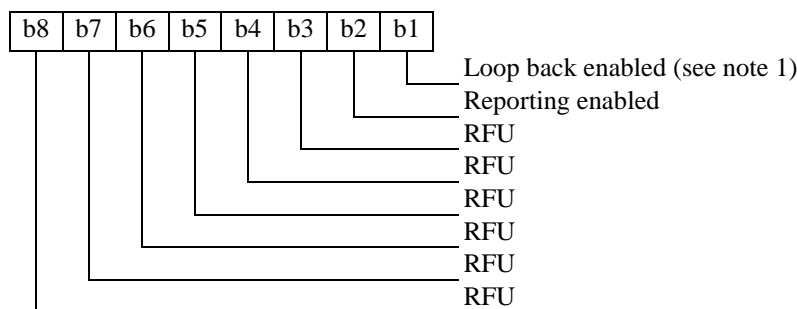 b8 b7 b6 b5 b4 b3 b2 b1
Loop back enabled (see note 1)
Reporting enabled
RFU
RFU
RFU
RFU
RFU
RFU